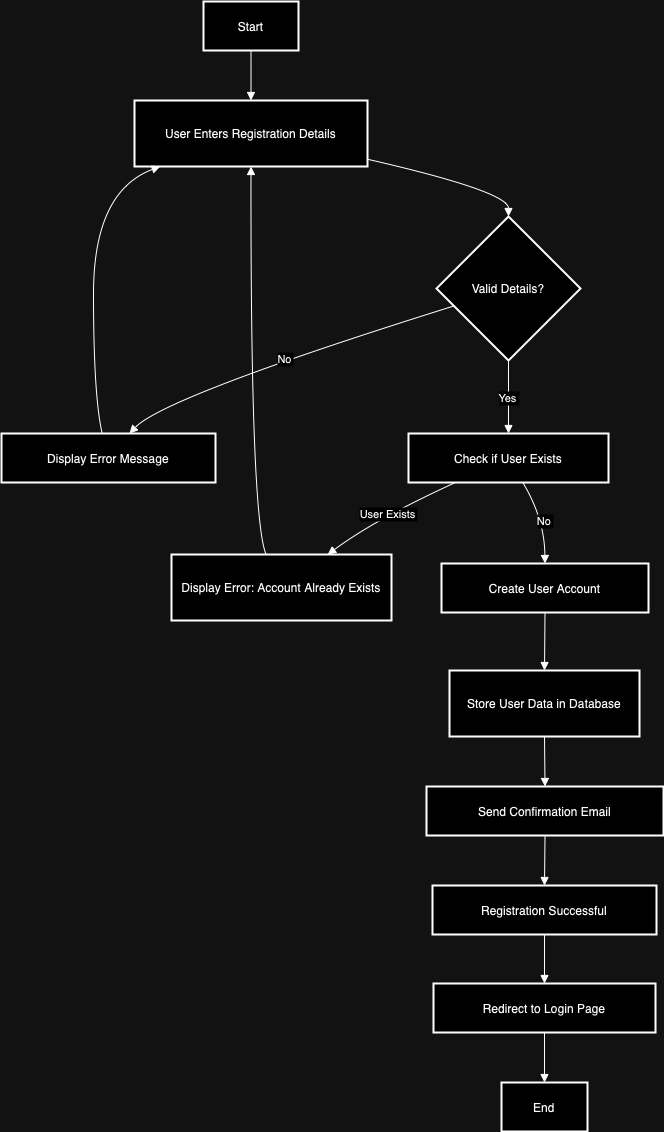 Start
User Enters Registration Details
Valid Details?
No
Yes
Display Error Message
Check if User Exists
User Exists
No
Display Error: Account Already Exists
Create User Account
Store User Data in Database
Send Confirmation Email
Registration Successful
Redirect to Login Page
End